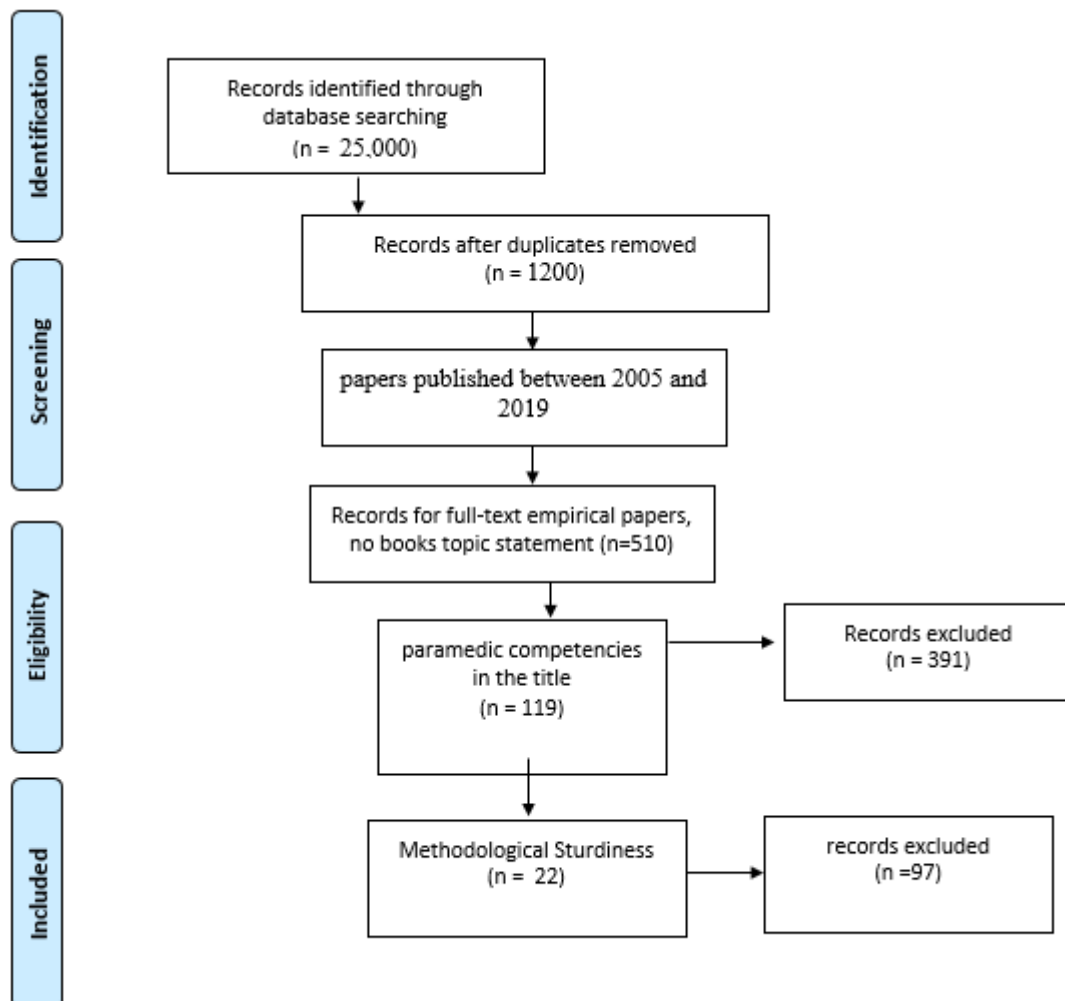 Identification
Records identified through
database searching
(n = 25,000)
Records after duplicates removed
(n = 1200)
Screening
papers published between 2005 and
2019
Records for full-text empirical papers,
no books topic statement (n=510)
Eligibility
paramedic competencies
in the title
(n = 119)
Records excluded
(n = 391)
Included
Methodological Sturdiness
(n = 22)
records excluded
(n =97)